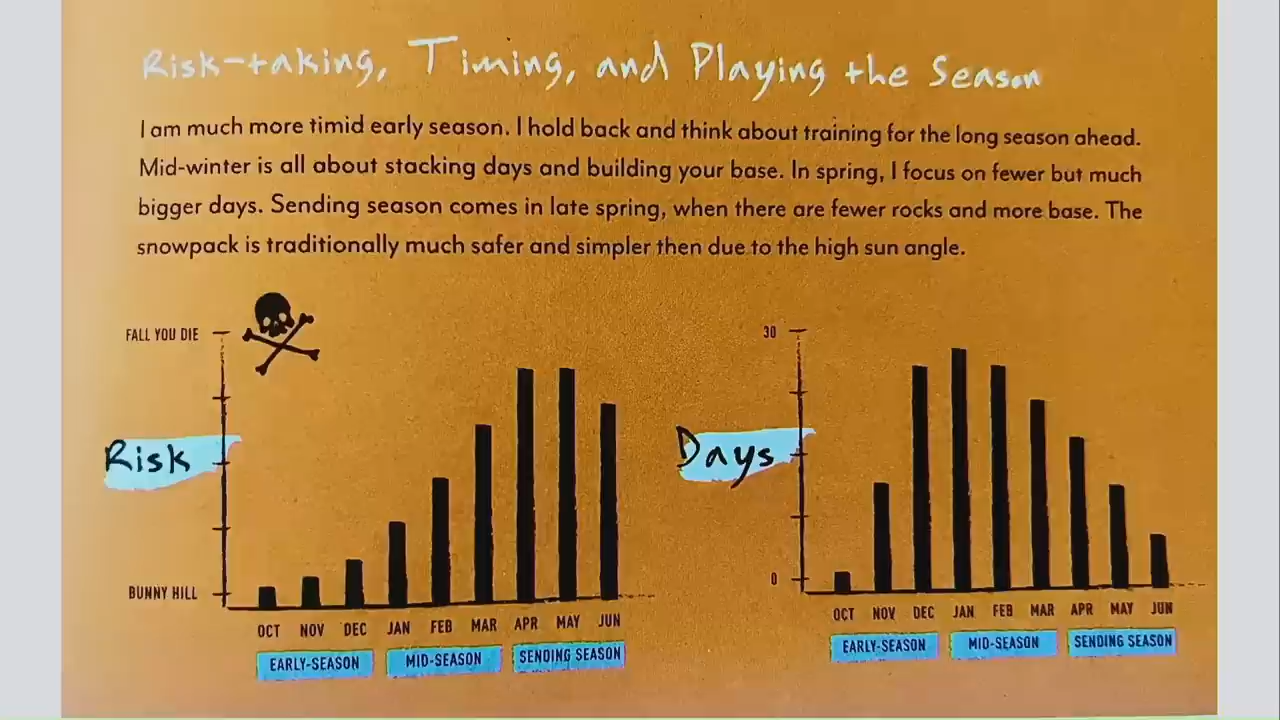 Risk-taking, Timing, and Playing the Season
I am much more timid early season. I hold back and think about training for the long season ahead.
Mid-winter is all about stacking days and building your base. In spring, I focus on fewer but much
bigger days. Sending season comes in late spring, when there are fewer rocks and more base. The
snowpack is traditionally much safer and simpler then due to the high sun angle.
FALL YOU DIE
Risk
BUNNY HILL
OCT NOV DEC JAN FEB MAR APR MAY JUN
EARLY-SEASON MID-SEASON SENDING SEASON
30
Days
0
OCT NOV DEC JAN FEB MAR APR MAY JUN
EARLY-SEASON MID-SEASON SENDING SEASON